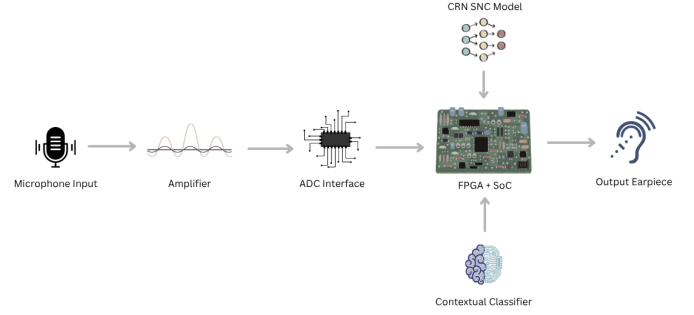 CRN SNC Model
Microphone Input
Amplifier
ADC Interface
FPGA + SoC
Output Earpiece
Contextual Classifier